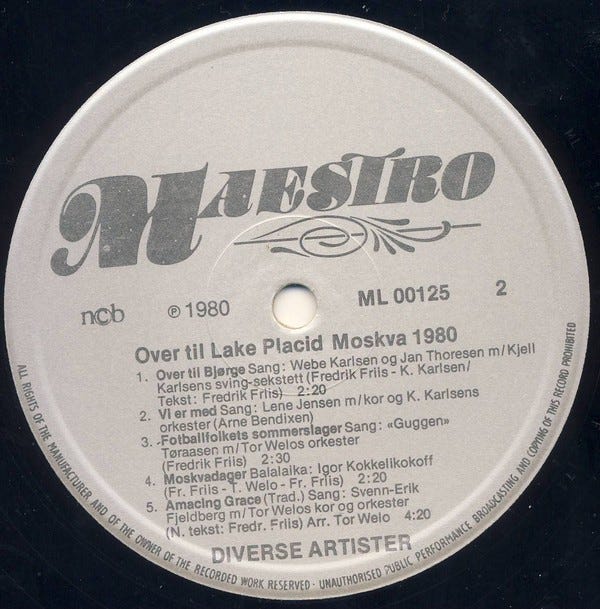 MAESTRO
ncb
℗ 1980
ML 00125
2
Over til Lake Placid Moskva 1980
1. Over til Bjørge Sang: Webe Karlsen og Jan Thoresen m/Kjell
Karlsens sving-sekstett (Fredrik Friis - K. Karlsen/
Tekst: Fredrik Friis) 2:20
2. Vi er med Sang: Lene Jensen m/kor og K. Karlsens
orkester (Arne Bendixen)
3. Fotballfolkets sommerslager Sang: «Guggen»
Tøraasen m/Tor Welos orkester
(Fredrik Friis) 2:30
4. Moskvadager Balalaika: Igor Kokkelikokoff
(Fr. Friis - T. Welo - Fr. Friis) 2:20
5. Amacing Grace (Trad.) Sang: Svenn-Erik
Fjeldberg m/Tor Welos kor og orkester
(N. tekst: Fredr. Friis) Arr. Tor Welo 4:20
DIVERSE ARTISTER
ALL RIGHTS OF THE MANUFACTURER AND OF THE OWNER OF THE RECORDED WORK RESERVED · UNAUTHORISED PUBLIC PERFORMANCE BROADCASTING AND COPYING OF THIS RECORD PROHIBITED